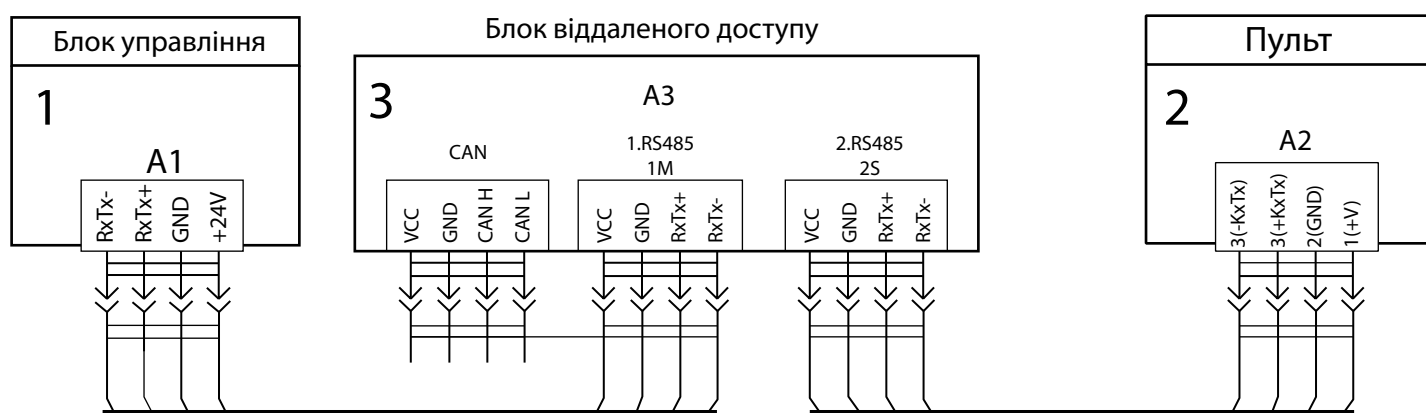 Блок управління
1
A1
RxTx-
RxTx+
GND
+24V
Блок віддаленого доступу
3
A3
CAN
VCC
GND
CAN H
CAN L
1.RS485
1M
VCC
GND
RxTx+
RxTx-
2.RS485
2S
VCC
GND
RxTx+
RxTx-
Пульт
2
A2
3(-KxTx)
3(+KxTx)
2(GND)
1(+V)